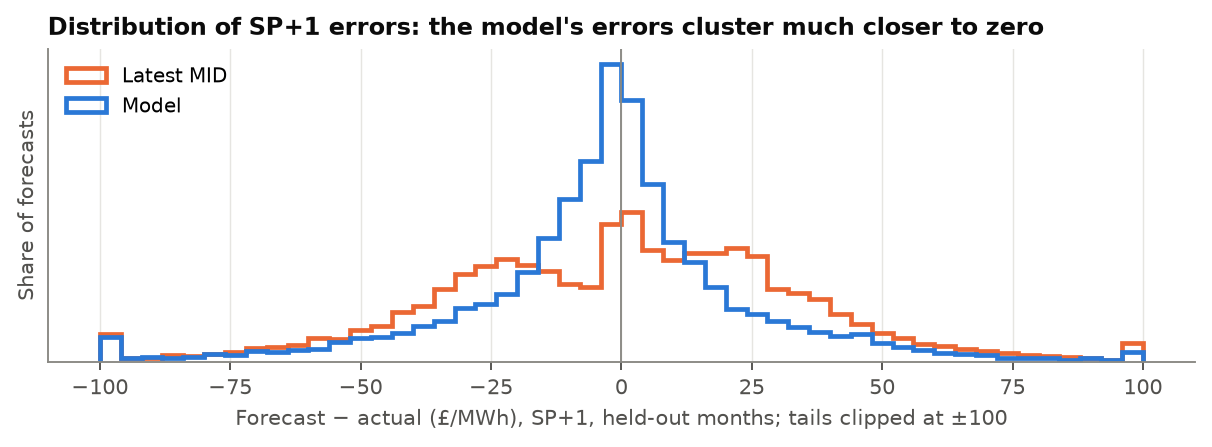 Distribution of SP+1 errors: the model's errors cluster much closer to zero
Latest MID
Model
Share of forecasts
−100
−75
−50
−25
0
25
50
75
100
Forecast − actual (£/MWh), SP+1, held-out months; tails clipped at ±100